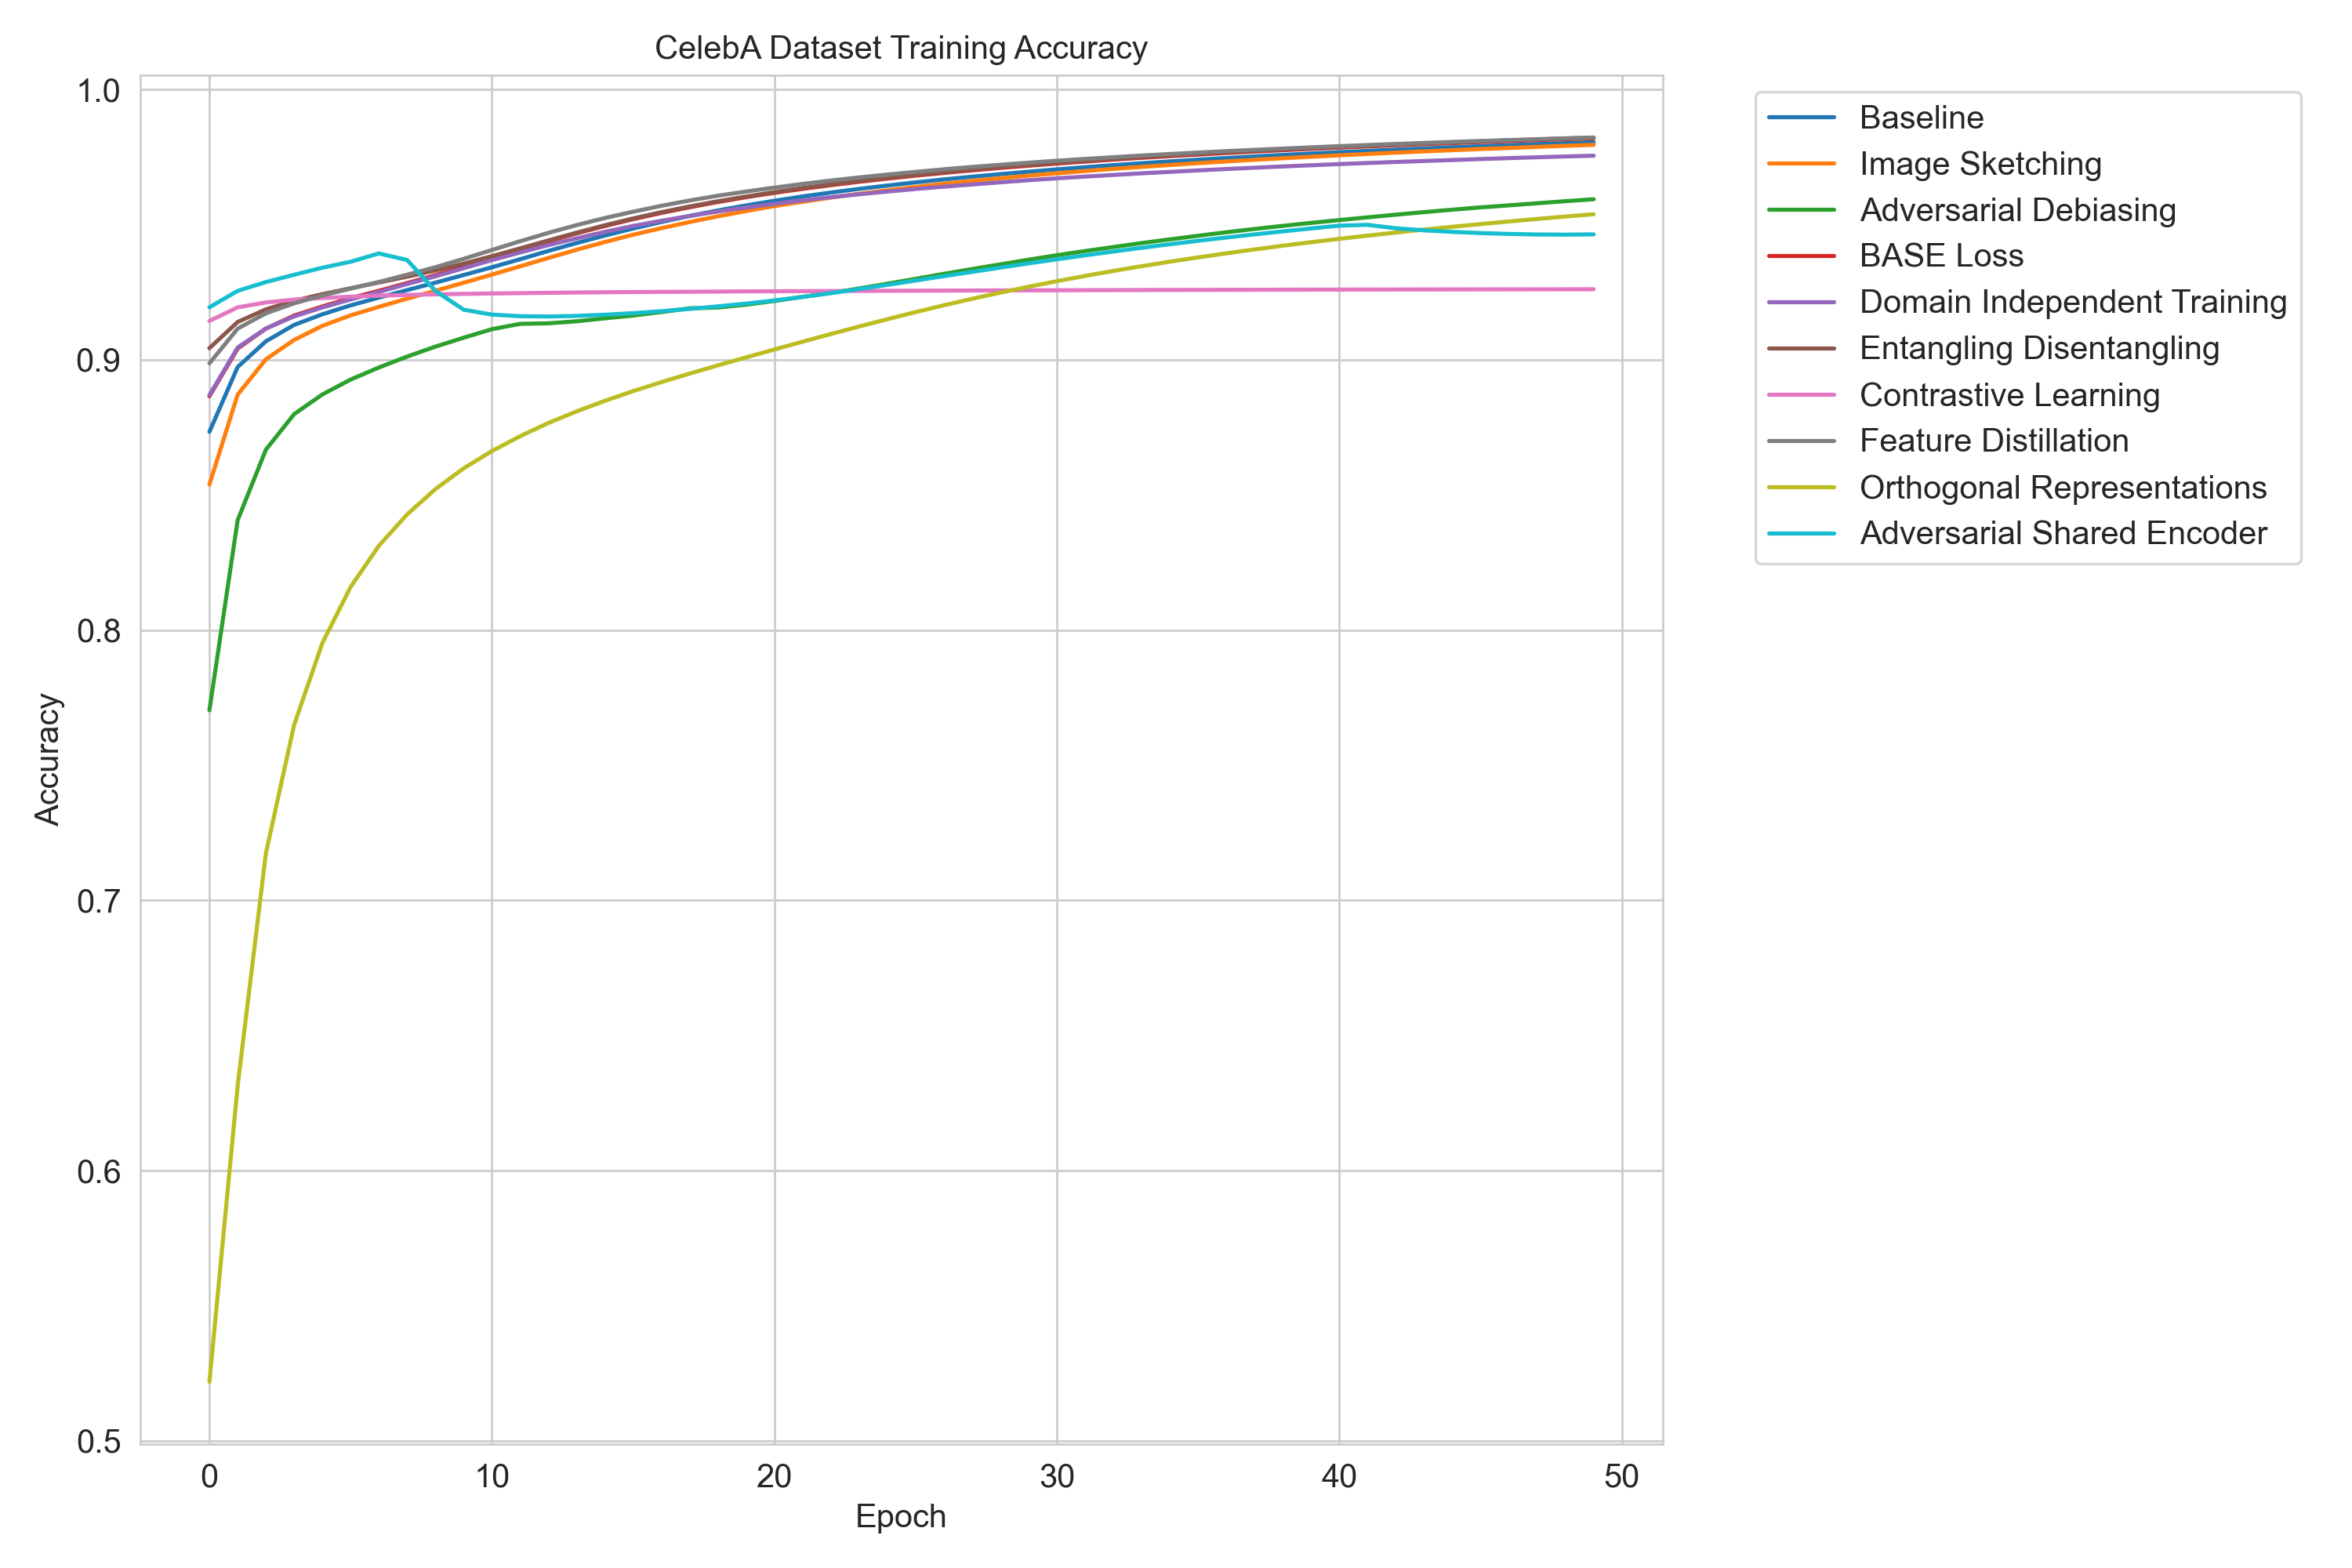 CelebA Dataset Training Accuracy
1.0
0.9
0.8
0.7
0.6
0.5
Accuracy
0
10
20
30
40
50
Epoch
Baseline
Image Sketching
Adversarial Debiasing
BASE Loss
Domain Independent Training
Entangling Disentangling
Contrastive Learning
Feature Distillation
Orthogonal Representations
Adversarial Shared Encoder